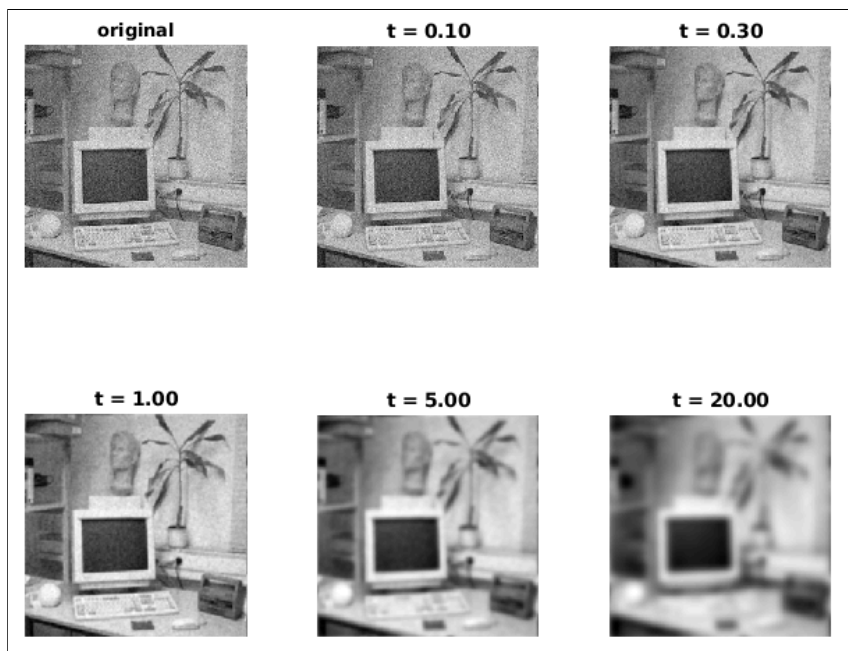 original
t = 0.10
t = 0.30
t = 1.00
t = 5.00
t = 20.00